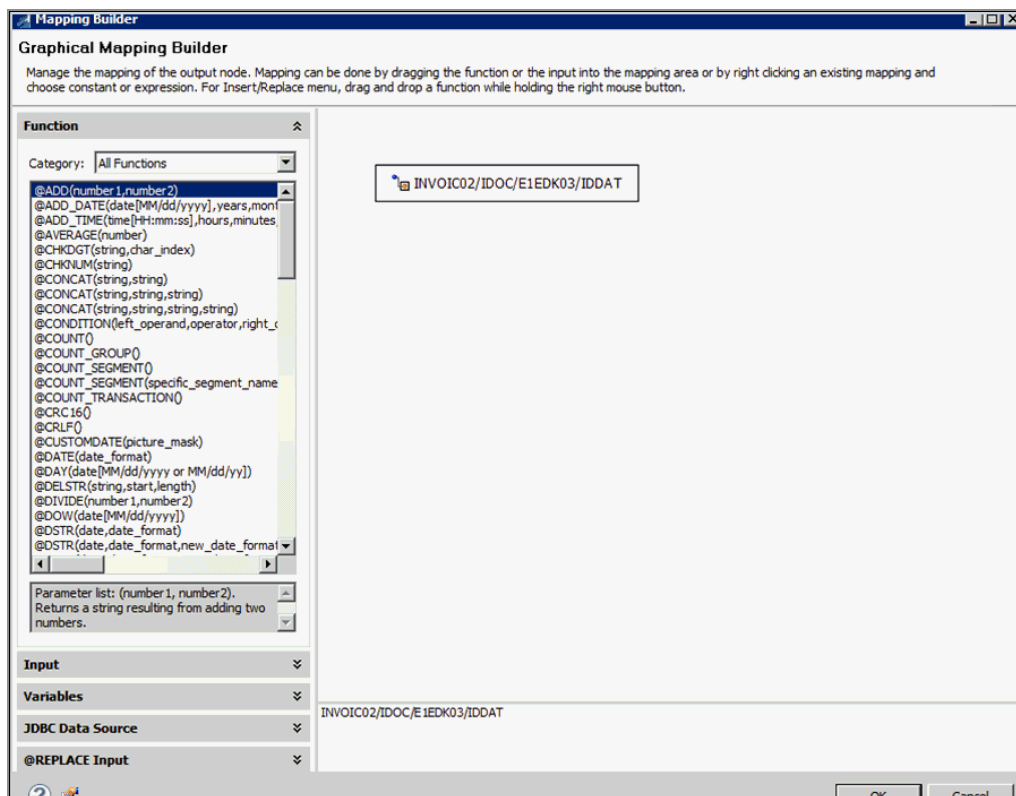 Mapping Builder
Graphical Mapping Builder
Manage the mapping of the output node. Mapping can be done by dragging the function or the input into the mapping area or by right clicking an existing mapping and
choose constant or expression. For Insert/Replace menu, drag and drop a function while holding the right mouse button.
Function
Category: All Functions
@ADD(number1,number2)
@ADD_DATE(date[MM/dd/yyyy],years,mont
@ADD_TIME(time[HH:mm:ss],hours,minutes,
@AVERAGE(number)
@CHKDGT(string,char_index)
@CHKNUM(string)
@CONCAT(string,string)
@CONCAT(string,string,string)
@CONCAT(string,string,string,string)
@CONDITION(left_operand,operator,right_c
@COUNT()
@COUNT_GROUP()
@COUNT_SEGMENT()
@COUNT_SEGMENT(specific_segment_name
@COUNT_TRANSACTION()
@CRC16()
@CRLF()
@CUSTOMDATE(picture_mask)
@DATE(date_format)
@DAY(date[MM/dd/yyyy or MM/dd/yy])
@DELSTR(string,start,length)
@DIVIDE(number1,number2)
@DOW(date[MM/dd/yyyy])
@DSTR(date,date_format)
@DSTR(date,date_format,new_date_format
Parameter list: (number1, number2).
Returns a string resulting from adding two
numbers.
Input
Variables
JDBC Data Source
@REPLACE Input
INVOIC02/IDOC/E1EDK03/IDDAT
INVOIC02/IDOC/E1EDK03/IDDAT
OK
Cancel